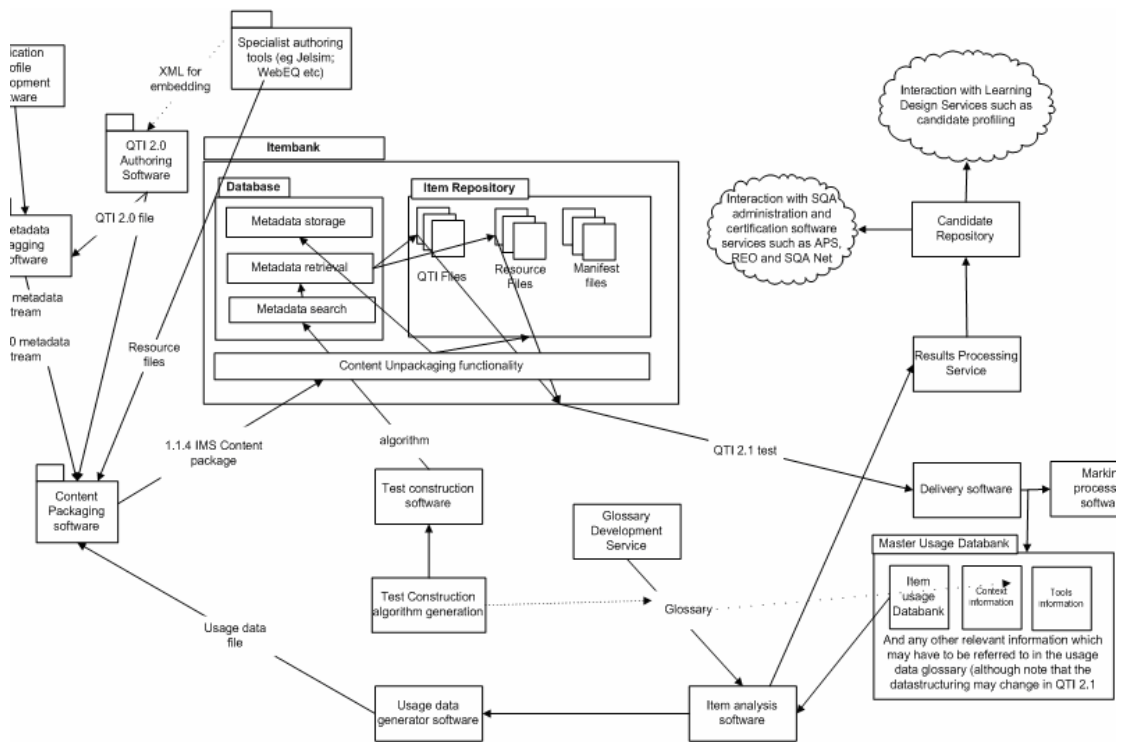 Specialist authoring
tools (eg Jelsim;
WebEQ etc)
XML for
embedding
QTI 2.0
Authoring
Software
QTI 2.0 file
Resource
files
Itembank
Database
Metadata storage
Metadata retrieval
Metadata search
Item Repository
QTI Files
Resource
Files
Manifest
files
Content Unpackaging functionality
Interaction with Learning
Design Services such as
candidate profiling
Interaction with SQA
administration and
certification software
services such as APS,
REO and SQA Net
Candidate
Repository
Results Processing
Service
1.1.4 IMS Content
package
algorithm
QTI 2.1 test
Content
Packaging
software
Test construction
software
Glossary
Development
Service
Delivery software
Test Construction
algorithm generation
Glossary
Master Usage Databank
Item
usage
Databank
Context
information
Tools
information
And any other relevant information which
may have to be referred to in the usage
data glossary (although note that the
datastructuring may change in QTI 2.1
Usage data
file
Usage data
generator software
Item analysis
software
ication
rofile
lopment
tware
Metadata
agging
oftware
metadata
tream
0 metadata
tream
Markin
process
softwa